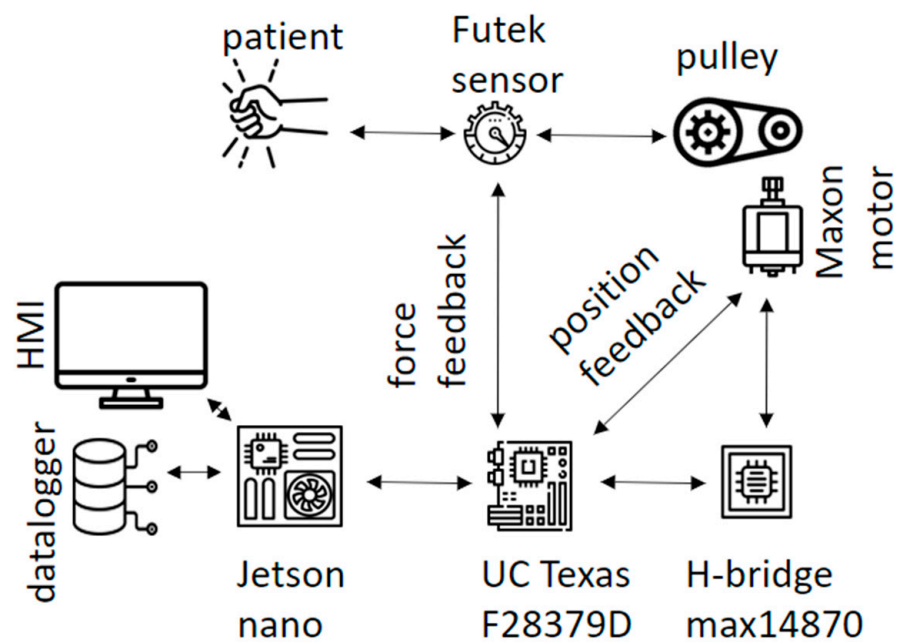 patient
Futek
sensor
pulley
Maxon
motor
HMI
force
feedback
position
feedback
datalogger
Jetson
nano
UC Texas
F28379D
H-bridge
max14870